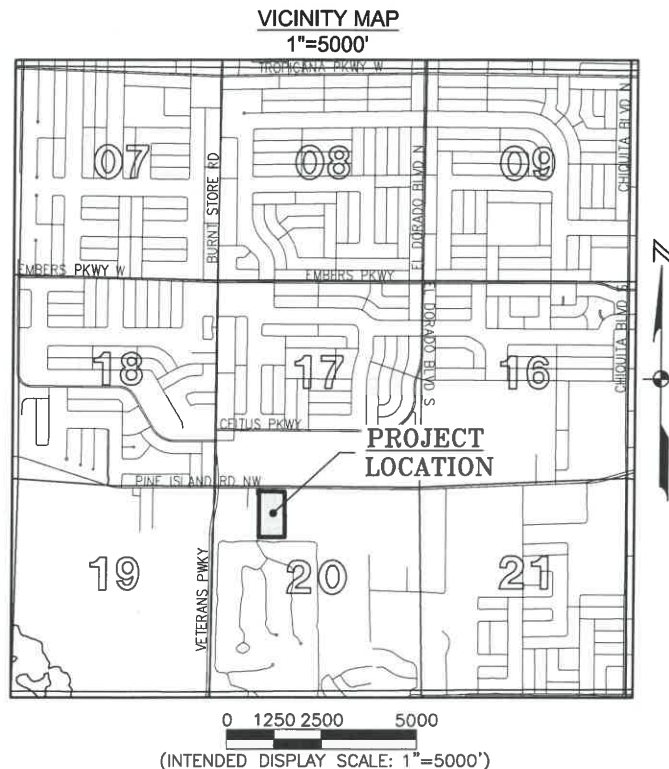 VICINITY MAP
1"=5000'
TROPICANA PKWY W
07
BURNT STORE RD
08
EL DORADO BLVD N
09
CHIQUITA BLVD N
EMBERS PKWY W
EMBERS PKWY
N
18
17
EL DORADO BLVD S
16
CHIQUITA BLVD S
CEITUS PKWY
PROJECT
LOCATION
PINE ISLAND RD NW
19
VETERANS PWKY
20
21
0 1250 2500 5000
(INTENDED DISPLAY SCALE: 1"=5000')